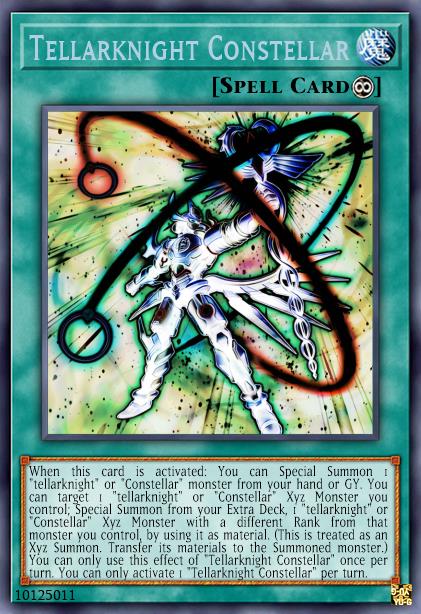 Tellarknight Constellar
魔
[Spell Card∞]
When this card is activated: You can Special Summon 1
"tellarknight" or "Constellar" monster from your hand or GY. You
can target 1 "tellarknight" or "Constellar" Xyz Monster you
control; Special Summon from your Extra Deck, 1 "tellarknight" or
"Constellar" Xyz Monster with a different Rank from that
monster you control, by using it as material. (This is treated as an
Xyz Summon. Transfer its materials to the Summoned monster.)
You can only use this effect of "Tellarknight Constellar" once per
turn. You can only activate 1 "Tellarknight Constellar" per turn.
10125011